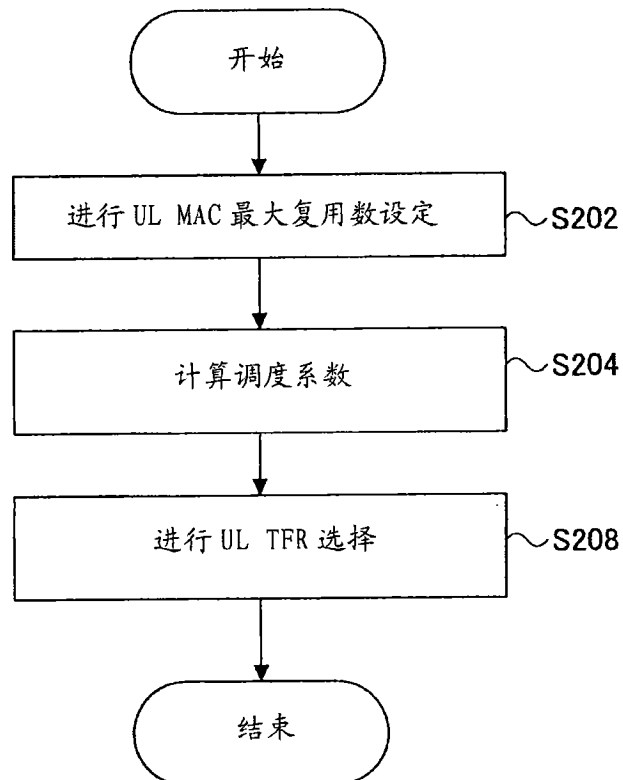 开始
进行 UL MAC 最大复用数设定
S202
计算调度系数
S204
进行 UL TFR 选择
S208
结束